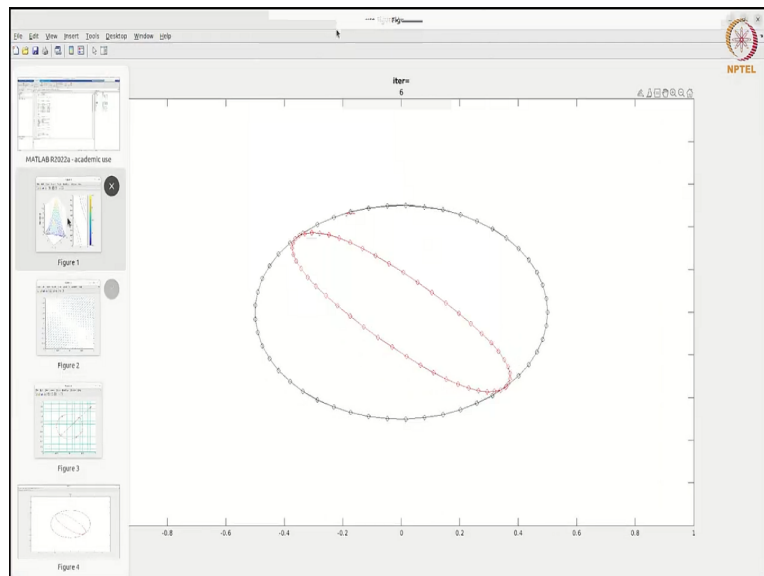 File Edit View Insert Tools Desktop Window Help
NPTEL
iter=
6
MATLAB R2022a - academic use
Figure 1
Figure 2
Figure 3
Figure 4
-0.8 -0.6 -0.4 -0.2 0 0.2 0.4 0.6 0.8 1